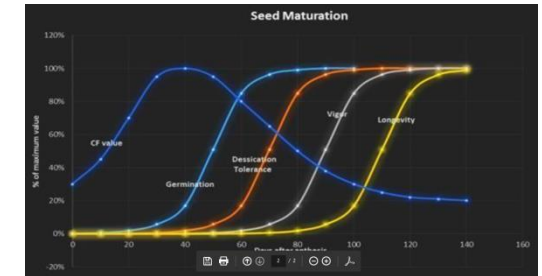 Seed Maturation
120%
100%
80%
60%
40%
20%
0%
-20%
% of maximum value
CF value
Germination
Dessication
Tolerance
Vigor
Longevity
0
20
40
60
80
100
120
140
160
Days after anthesis
2 / 2